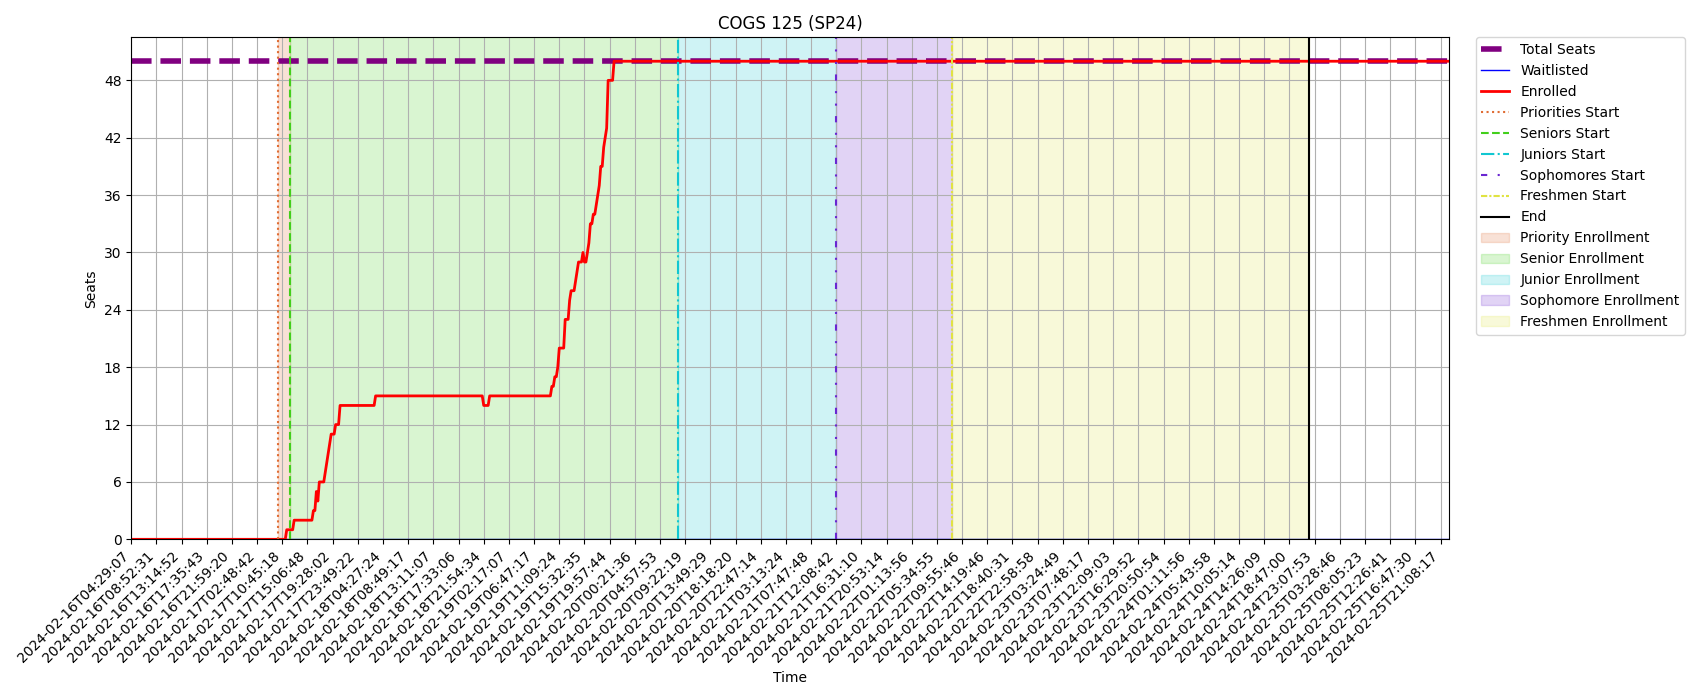 COGS 125 (SP24)
Total Seats
Waitlisted
Enrolled
Priorities Start
Seniors Start
Juniors Start
Sophomores Start
Freshmen Start
End
Priority Enrollment
Senior Enrollment
Junior Enrollment
Sophomore Enrollment
Freshmen Enrollment
Seats
48
42
36
30
24
18
12
6
0
2024-02-16T04:29:07
2024-02-16T08:52:31
2024-02-16T13:14:52
2024-02-16T17:35:43
2024-02-16T21:59:20
2024-02-17T02:48:42
2024-02-17T10:45:18
2024-02-17T15:06:48
2024-02-17T19:28:02
2024-02-17T23:49:22
2024-02-18T04:27:24
2024-02-18T08:49:17
2024-02-18T13:11:07
2024-02-18T17:33:06
2024-02-18T21:54:34
2024-02-19T02:17:07
2024-02-19T06:47:17
2024-02-19T11:09:24
2024-02-19T15:32:35
2024-02-19T19:57:44
2024-02-20T00:21:36
2024-02-20T04:57:53
2024-02-20T09:22:19
2024-02-20T13:49:29
2024-02-20T18:18:20
2024-02-20T22:47:14
2024-02-21T03:13:24
2024-02-21T07:47:48
2024-02-21T12:08:42
2024-02-21T16:31:10
2024-02-21T20:53:14
2024-02-22T01:13:56
2024-02-22T05:34:55
2024-02-22T09:55:46
2024-02-22T14:19:46
2024-02-22T18:40:31
2024-02-22T22:58:58
2024-02-23T03:24:49
2024-02-23T07:48:17
2024-02-23T12:09:03
2024-02-23T16:29:52
2024-02-23T20:50:54
2024-02-24T01:11:56
2024-02-24T05:43:58
2024-02-24T10:05:14
2024-02-24T14:26:09
2024-02-24T18:47:00
2024-02-24T23:07:53
2024-02-25T03:28:46
2024-02-25T08:05:23
2024-02-25T12:26:41
2024-02-25T16:47:30
2024-02-25T21:08:17
Time